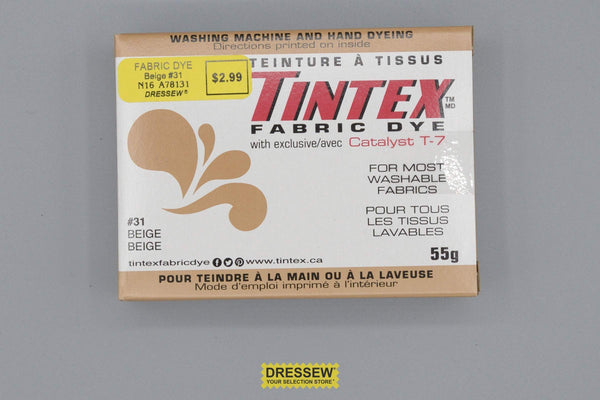 WASHING MACHINE AND HAND DYEING
Directions printed on inside
TEINTURE À TISSUS
FABRIC DYE
Beige #31
N16 A78131
DRESSEW®
$2.99
TINTEX ™ MD
FABRIC DYE
with exclusive/avec Catalyst T-7
FOR MOST
WASHABLE
FABRICS
POUR TOUS
LES TISSUS
LAVABLES
#31
BEIGE
BEIGE
tintexfabricdye www.tintex.ca
55g
POUR TEINDRE À LA MAIN OU À LA LAVEUSE
Mode d'emploi imprimé à l'intérieur
DRESSEW
YOUR SELECTION STORE